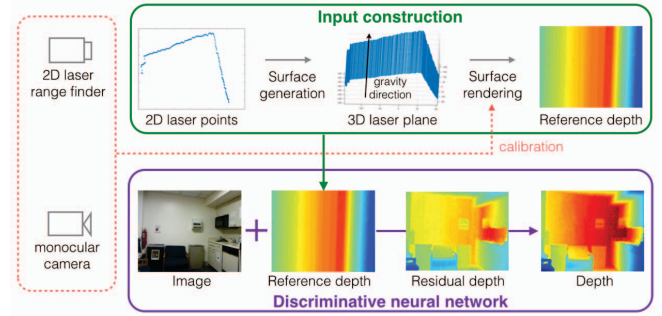 Input construction
2D laser
range finder
Surface
generation
gravity
direction
Surface
rendering
2D laser points
3D laser plane
Reference depth
calibration
monocular
camera
Image
Reference depth
Residual depth
Depth
Discriminative neural network